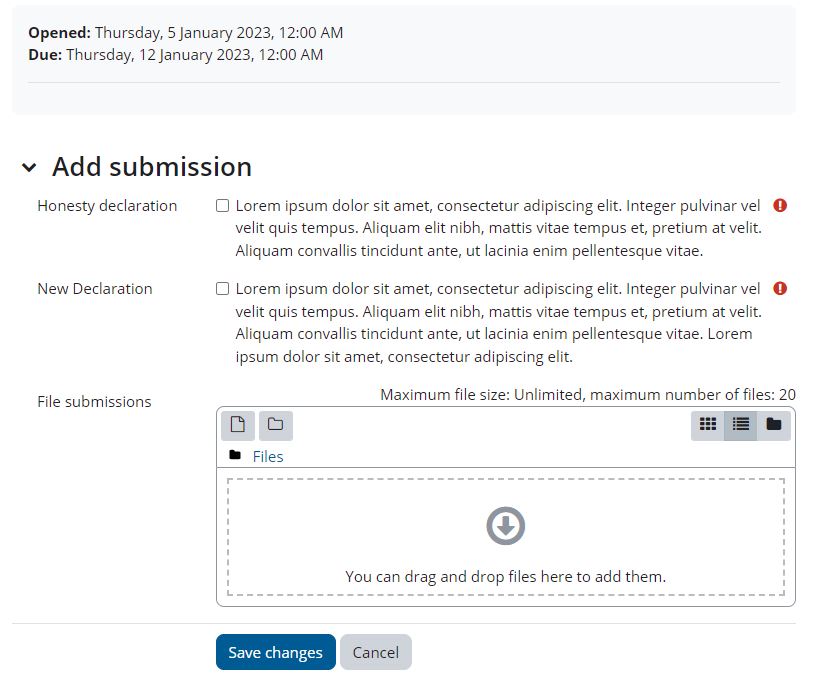 Opened: Thursday, 5 January 2023, 12:00 AM
Due: Thursday, 12 January 2023, 12:00 AM
Add submission
Honesty declaration
Lorem ipsum dolor sit amet, consectetur adipiscing elit. Integer pulvinar vel
velit quis tempus. Aliquam elit nibh, mattis vitae tempus et, pretium at velit.
Aliquam convallis tincidunt ante, ut lacinia enim pellentesque vitae.
New Declaration
Lorem ipsum dolor sit amet, consectetur adipiscing elit. Integer pulvinar vel
velit quis tempus. Aliquam elit nibh, mattis vitae tempus et, pretium at velit.
Aliquam convallis tincidunt ante, ut lacinia enim pellentesque vitae. Lorem
ipsum dolor sit amet, consectetur adipiscing elit.
File submissions
Maximum file size: Unlimited, maximum number of files: 20
Files
You can drag and drop files here to add them.
Save changes
Cancel